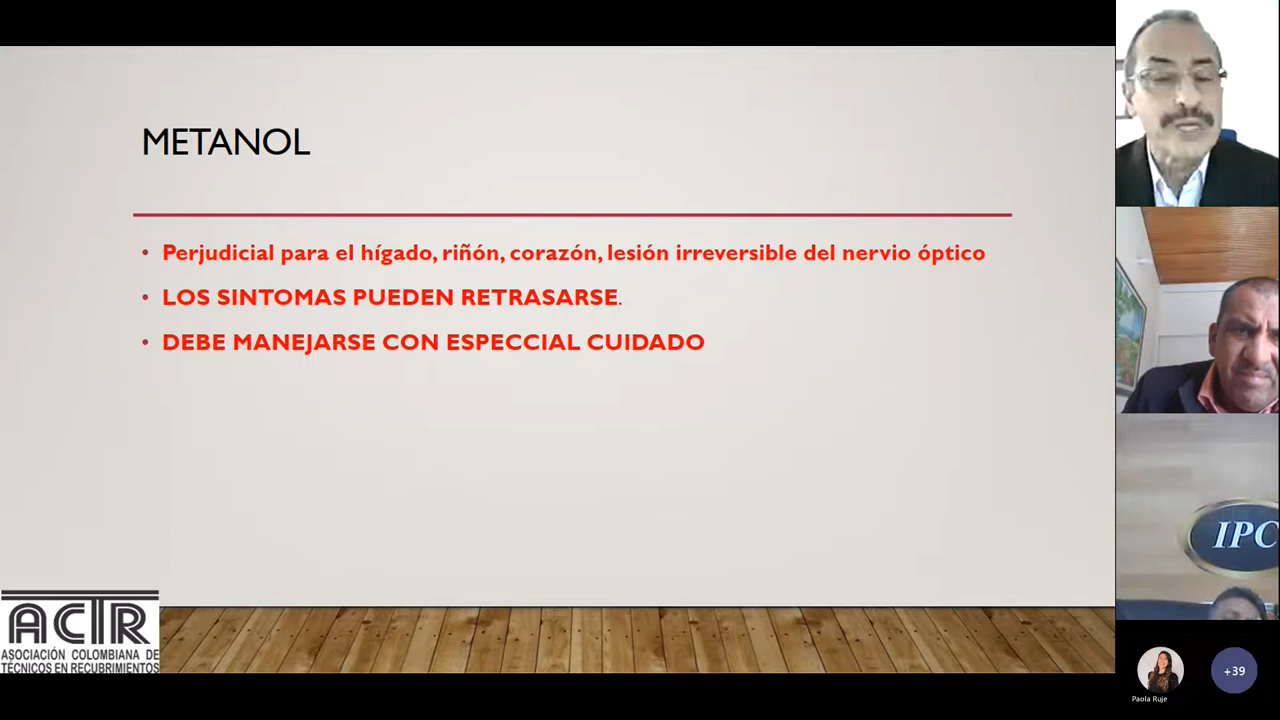 METANOL
• Perjudicial para el hígado, riñón, corazón, lesión irreversible del nervio óptico
• LOS SINTOMAS PUEDEN RETRASARSE.
• DEBE MANEJARSE CON ESPECCIAL CUIDADO
ACTR
ASOCIACIÓN COLOMBIANA DE
TÉCNICOS EN RECUBRIMIENTOS
IPC
Paola Ruje
+39